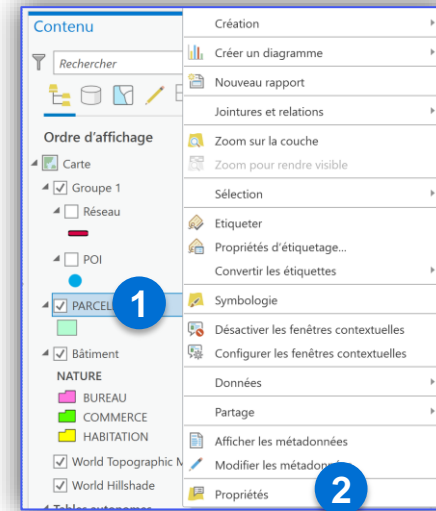 Contenu
Rechercher
Ordre d'affichage
Carte
Groupe 1
Réseau
POI
PARCEL
1
Bâtiment
NATURE
BUREAU
COMMERCE
HABITATION
World Topographic M
World Hillshade
Création
Créer un diagramme
Nouveau rapport
Jointures et relations
Zoom sur la couche
Zoom pour rendre visible
Sélection
Etiqueter
Propriétés d'étiquetage...
Convertir les étiquettes
Symbologie
Désactiver les fenêtres contextuelles
Configurer les fenêtres contextuelles
Données
Partage
Afficher les métadonnées
Modifier les métadon
Propriétés
2